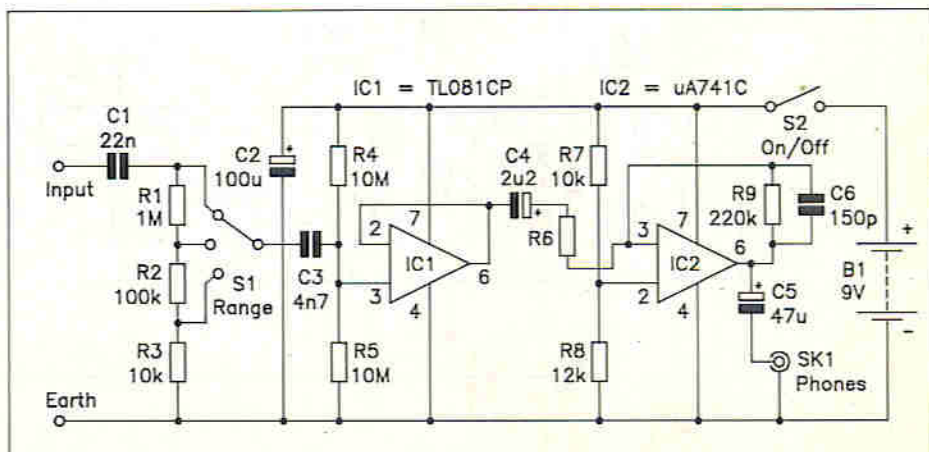 IC1 = TL081CP
IC2 = uA741C
C1
22n
Input
R1
1M
R2
100k
R3
10k
Earth
S1
Range
C2
100u
+
C3
4n7
R4
10M
R5
10M
2
3
7
IC1
6
4
C4
2u2
+
R6
R7
10k
R8
12k
3
2
7
IC2
6
4
R9
220k
C6
150p
+
C5
47u
SK1
Phones
S2
On/Off
+
B1
9V
-